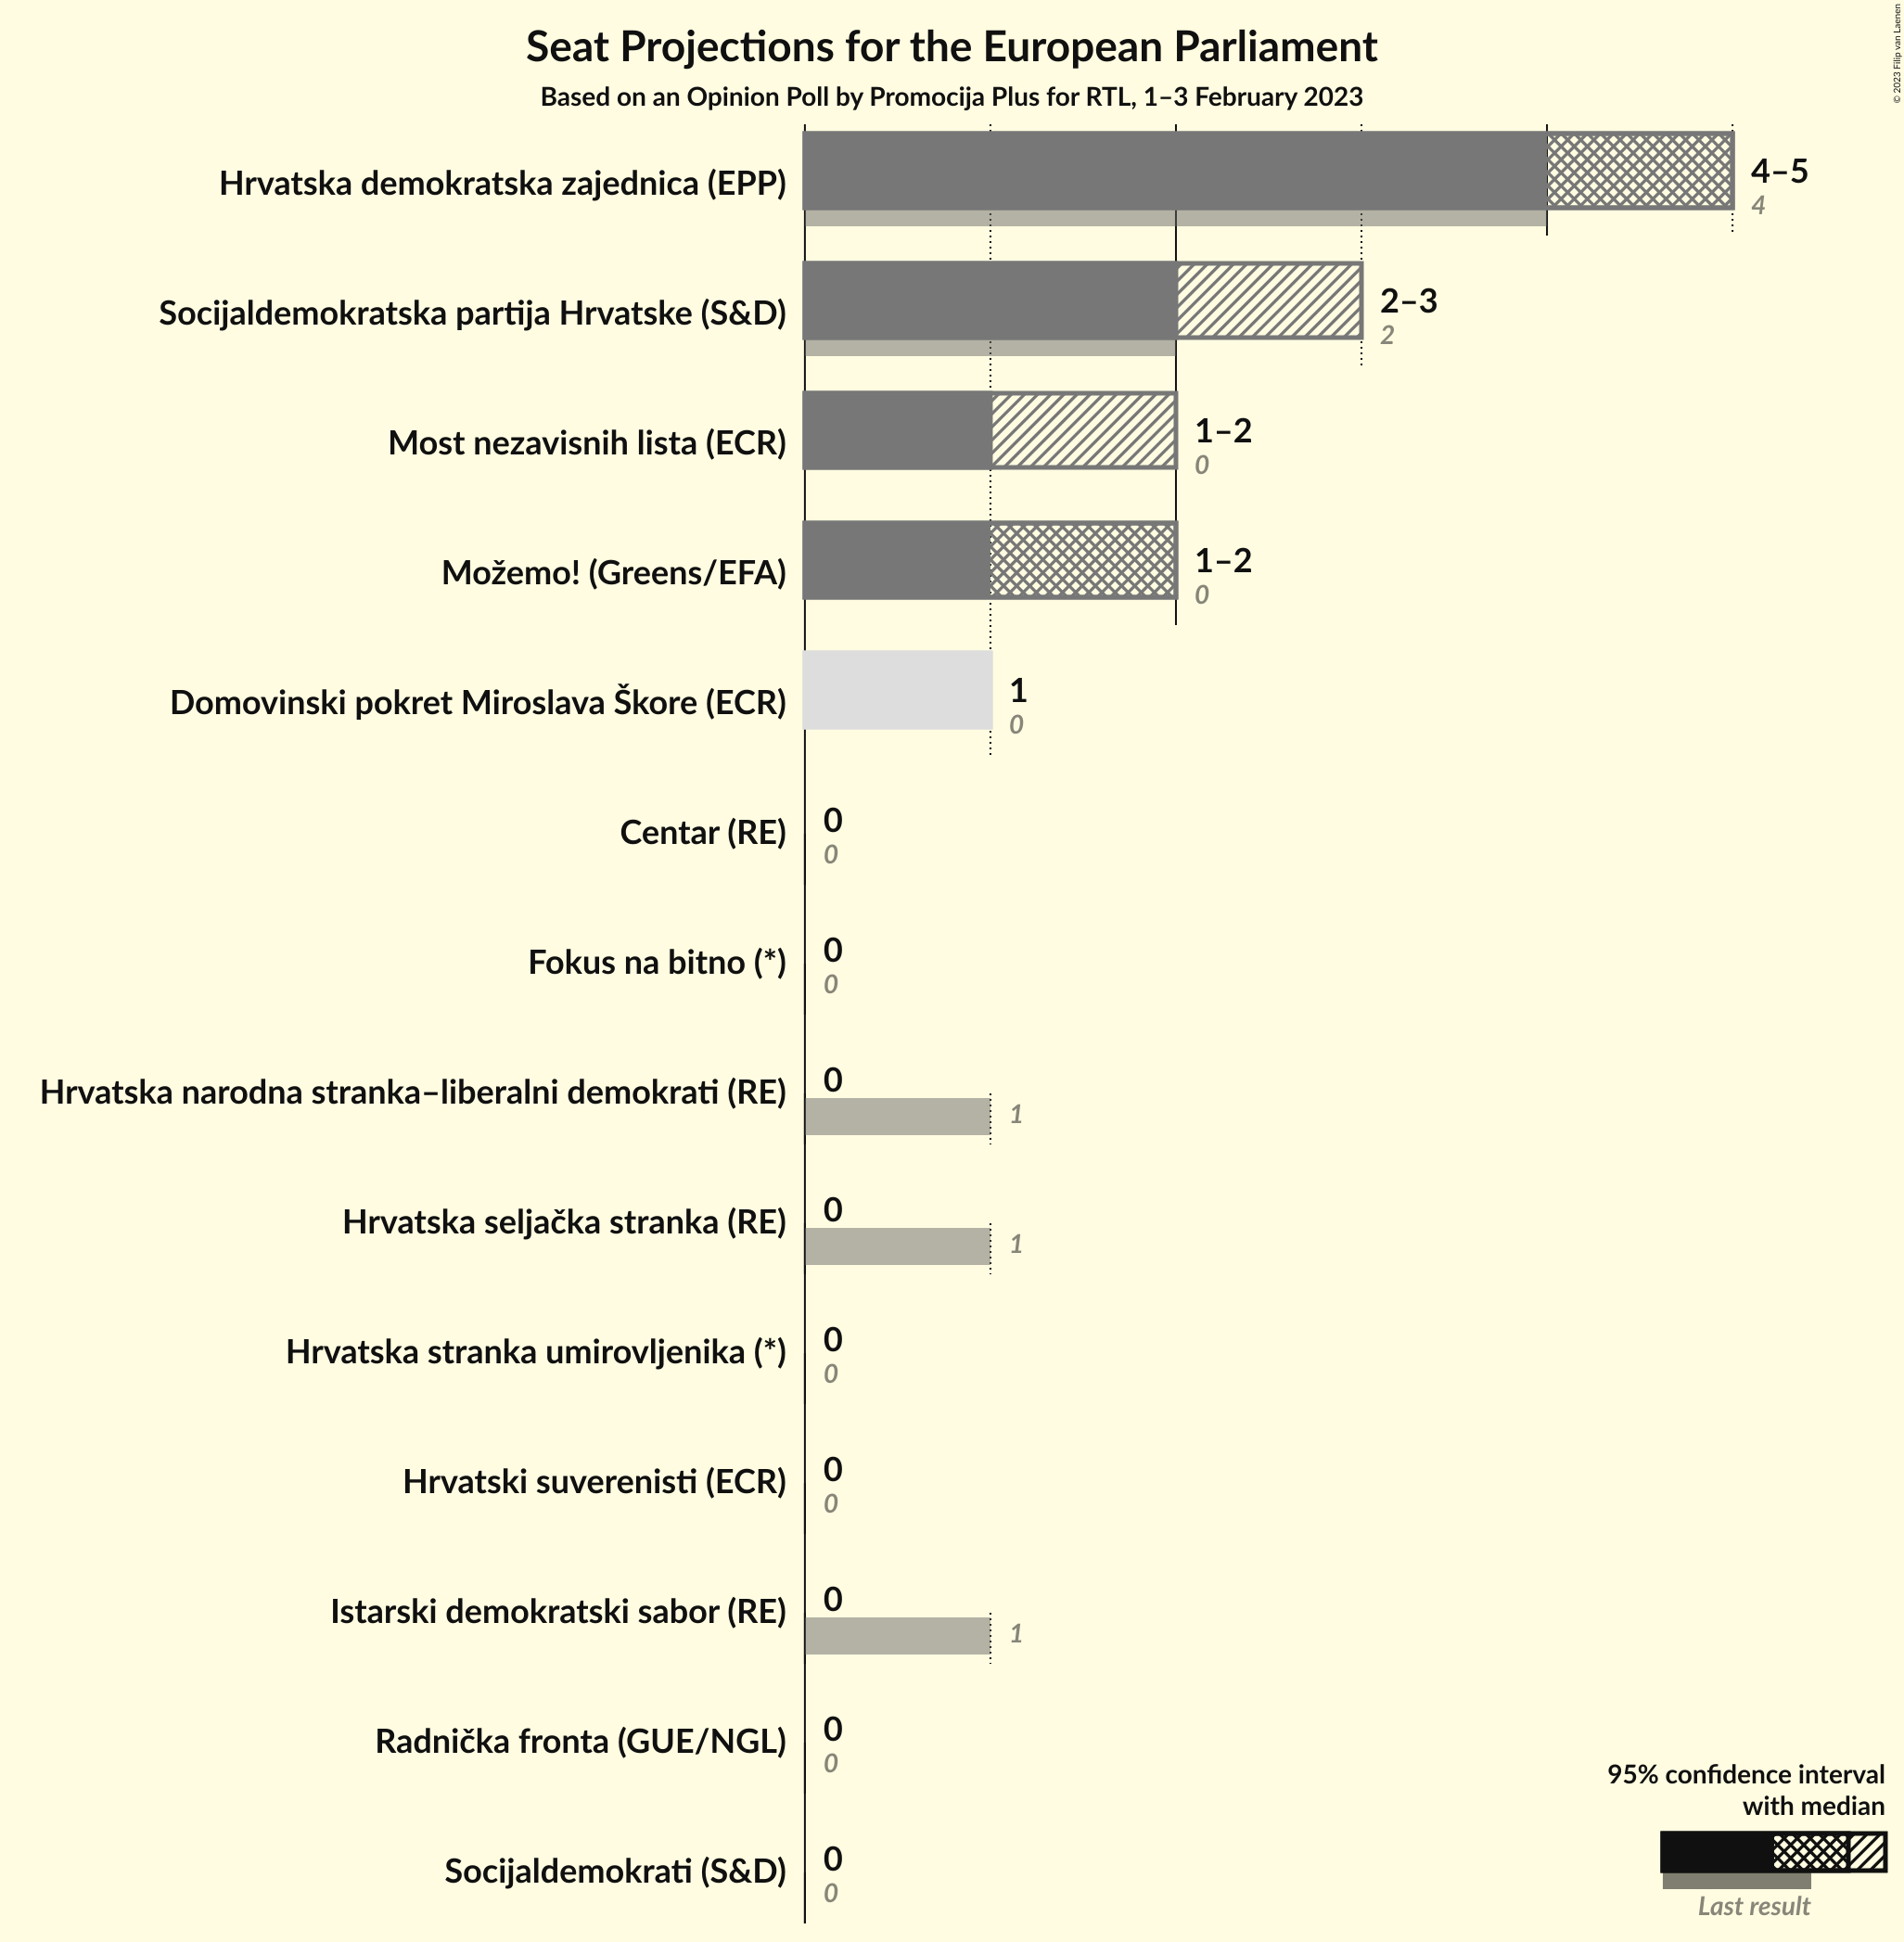 Seat Projections for the European Parliament
Based on an Opinion Poll by Promocija Plus for RTL, 1–3 February 2023
© 2023 Filip van Laenen
Hrvatska demokratska zajednica (EPP)
4–5
4
Socijaldemokratska partija Hrvatske (S&D)
2–3
2
Most nezavisnih lista (ECR)
1–2
0
Možemo! (Greens/EFA)
1–2
0
Domovinski pokret Miroslava Škore (ECR)
1
0
Centar (RE)
0
0
Fokus na bitno (*)
0
0
Hrvatska narodna stranka–liberalni demokrati (RE)
0
1
Hrvatska seljačka stranka (RE)
0
1
Hrvatska stranka umirovljenika (*)
0
0
Hrvatski suverenisti (ECR)
0
0
Istarski demokratski sabor (RE)
0
1
Radnička fronta (GUE/NGL)
0
0
Socijaldemokrati (S&D)
0
0
95% confidence interval
with median
Last result